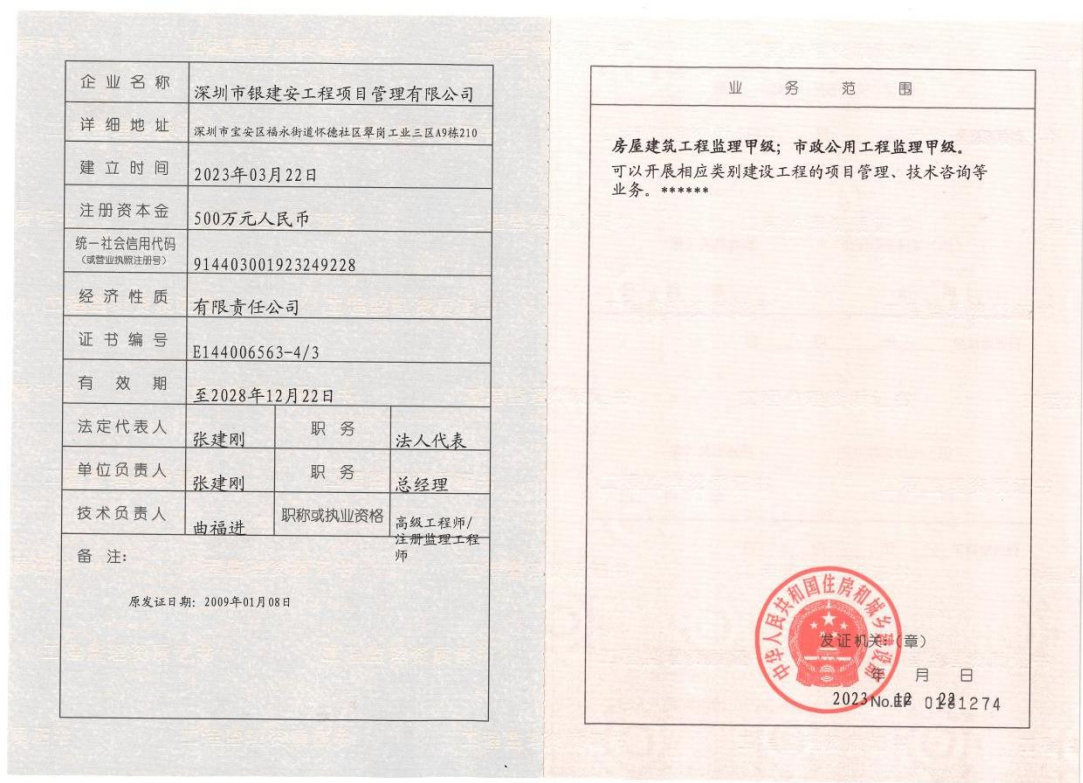 企业名称 深圳市银建安工程项目管理有限公司
详细地址 深圳市宝安区福永街道怀德社区翠岗工业三区A9栋210
建立时间 2023年03月22日
注册资本金 500万元人民币
统一社会信用代码
(或营业执照注册号) 914403001923249228
经济性质 有限责任公司
证书编号 E144006563-4/3
有效期 至2028年12月22日
法定代表人 张建刚 职务 法人代表
单位负责人 张建刚 职务 总经理
技术负责人 曲福进 职称或执业资格 高级工程师/
注册监理工程
师
备注:
原发证日期: 2009年01月08日
业务范围
房屋建筑工程监理甲级; 市政公用工程监理甲级。
可以开展相应类别建设工程的项目管理、技术咨询等
业务。******
中华人民共和国住房和城乡建设部
发证机关:(章)
年 月 日
2023 12 22
No.EP 0281274